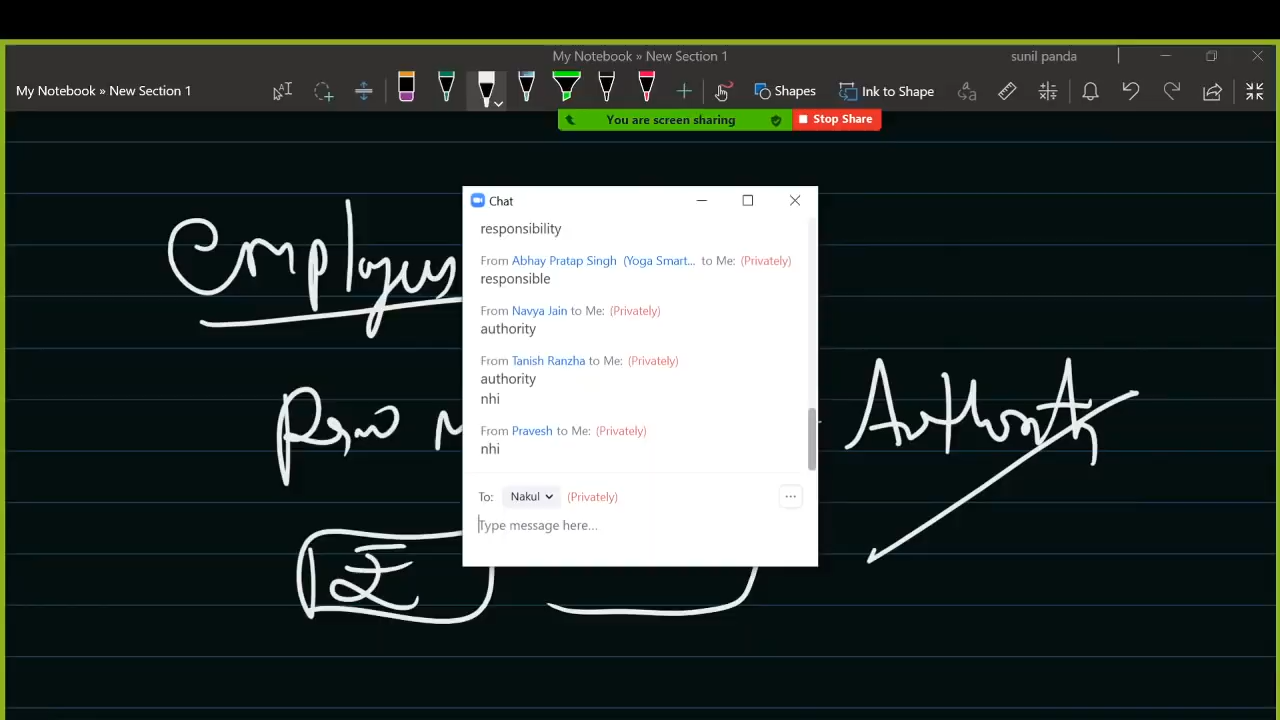 My Notebook » New Section 1
sunil panda
My Notebook » New Section 1
Shapes
Ink to Shape
You are screen sharing
Stop Share
Chat
responsibility
From Abhay Pratap Singh (Yoga Smart... to Me: (Privately)
responsible
From Navya Jain to Me: (Privately)
authority
From Tanish Ranzha to Me: (Privately)
authority
nhi
From Pravesh to Me: (Privately)
nhi
To: Nakul (Privately)
Type message here...
₹